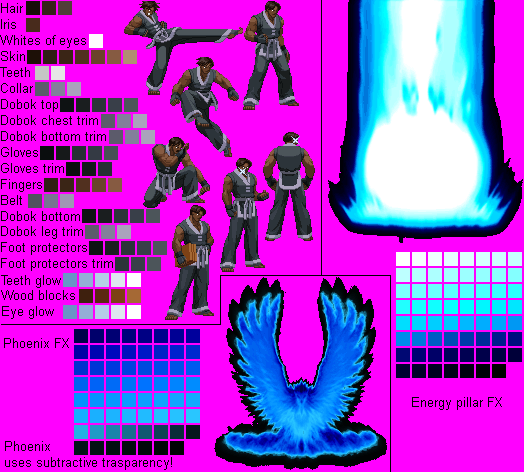 Hair
Iris
Whites of eyes
Skin
Teeth
Collar
Dobok top
Dobok chest trim
Dobok bottom trim
Gloves
Gloves trim
Fingers
Belt
Dobok bottom
Dobok leg trim
Foot protectors
Foot protectors trim
Teeth glow
Wood blocks
Eye glow
Phoenix FX
Phoenix
uses subtractive trasparency!
Energy pillar FX